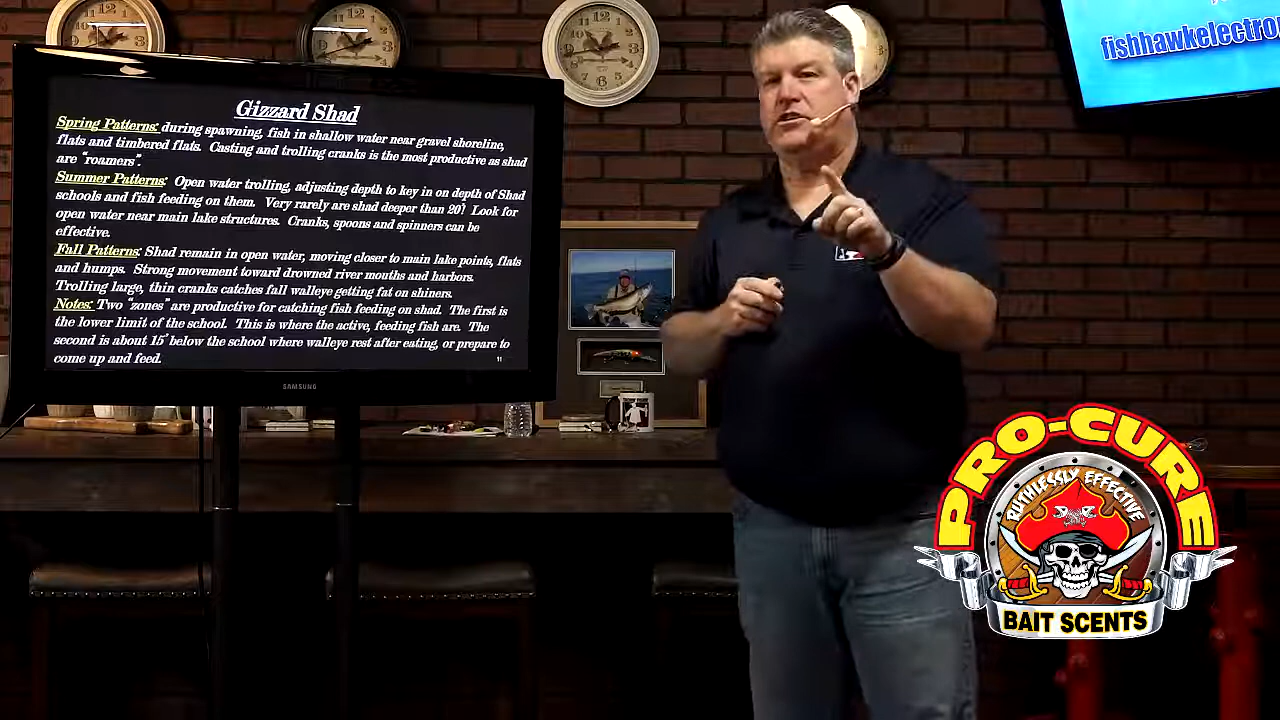 fishhawkelectro
Gizzard Shad
Spring Patterns: during spawning, fish in shallow water near gravel shoreline,
flats and timbered flats. Casting and trolling cranks is the most productive as shad
are "roamers".
Summer Patterns: Open water trolling, adjusting depth to key in on depth of Shad
schools and fish feeding on them. Very rarely are shad deeper than 20'! Look for
open water near main lake structures. Cranks, spoons and spinners can be
effective.
Fall Patterns: Shad remain in open water, moving closer to main lake points, flats
and humps. Strong movement toward drowned river mouths and harbors.
Trolling large, thin cranks catches fall walleye getting fat on shiners.
Notes: Two "zones" are productive for catching fish feeding on shad. The first is
the lower limit of the school. This is where the active, feeding fish are. The
second is about 15' below the school where walleye rest after eating, or prepare to
come up and feed.
11
SAMSUNG
PRO-CURE
RUTHLESSLY EFFECTIVE
BAIT SCENTS